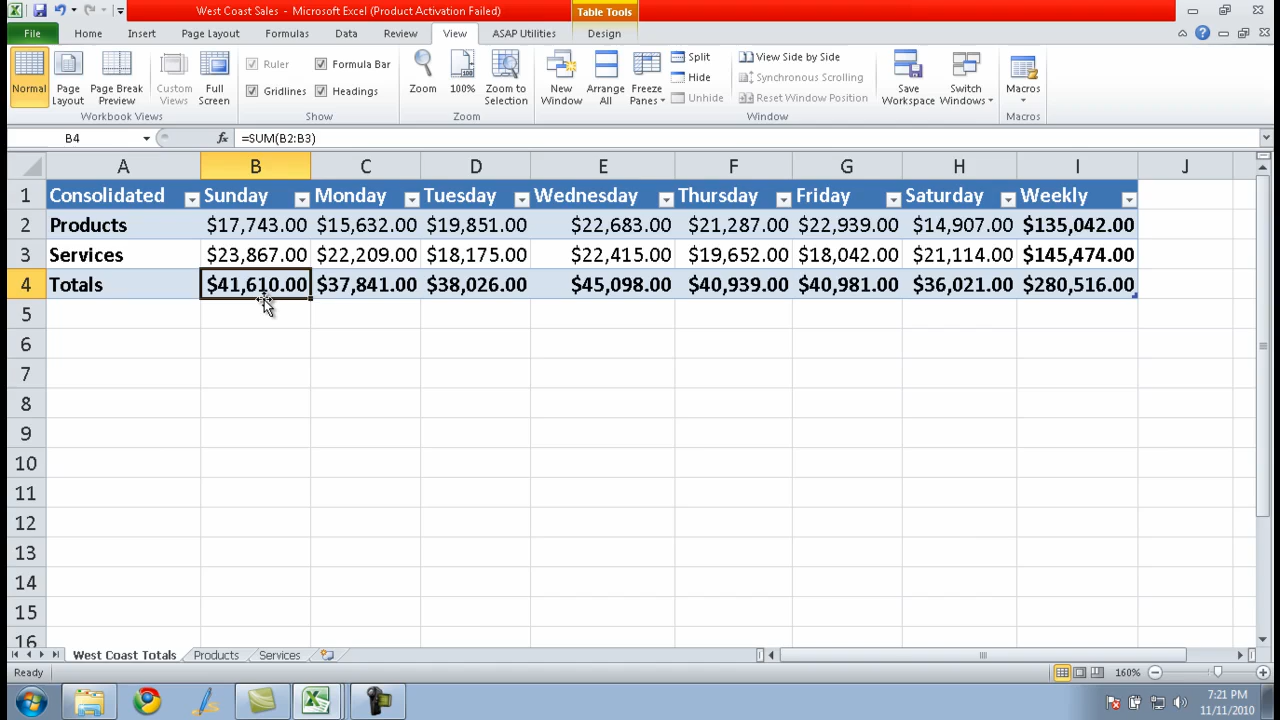 West Coast Sales - Microsoft Excel (Product Activation Failed)
Table Tools
File Home Insert Page Layout Formulas Data Review View ASAP Utilities Design
Normal
Page Layout
Page Break Preview
Custom Views
Full Screen
Workbook Views
Ruler
Formula Bar
Gridlines
Headings
Show
Zoom
100%
Zoom to Selection
Zoom
New Window
Arrange All
Freeze Panes
Split
Hide
Unhide
View Side by Side
Synchronous Scrolling
Reset Window Position
Save Workspace
Switch Windows
Window
Macros
Macros
B4 fx =SUM(B2:B3)
A B C D E F G H I J
1 Consolidated Sunday Monday Tuesday Wednesday Thursday Friday Saturday Weekly
2 Products $17,743.00 $15,632.00 $19,851.00 $22,683.00 $21,287.00 $22,939.00 $14,907.00 $135,042.00
3 Services $23,867.00 $22,209.00 $18,175.00 $22,415.00 $19,652.00 $18,042.00 $21,114.00 $145,474.00
4 Totals $41,610.00 $37,841.00 $38,026.00 $45,098.00 $40,939.00 $40,981.00 $36,021.00 $280,516.00
5
6
7
8
9
10
11
12
13
14
15
16
West Coast Totals Products Services
Ready 160%
7:21 PM
11/11/2010